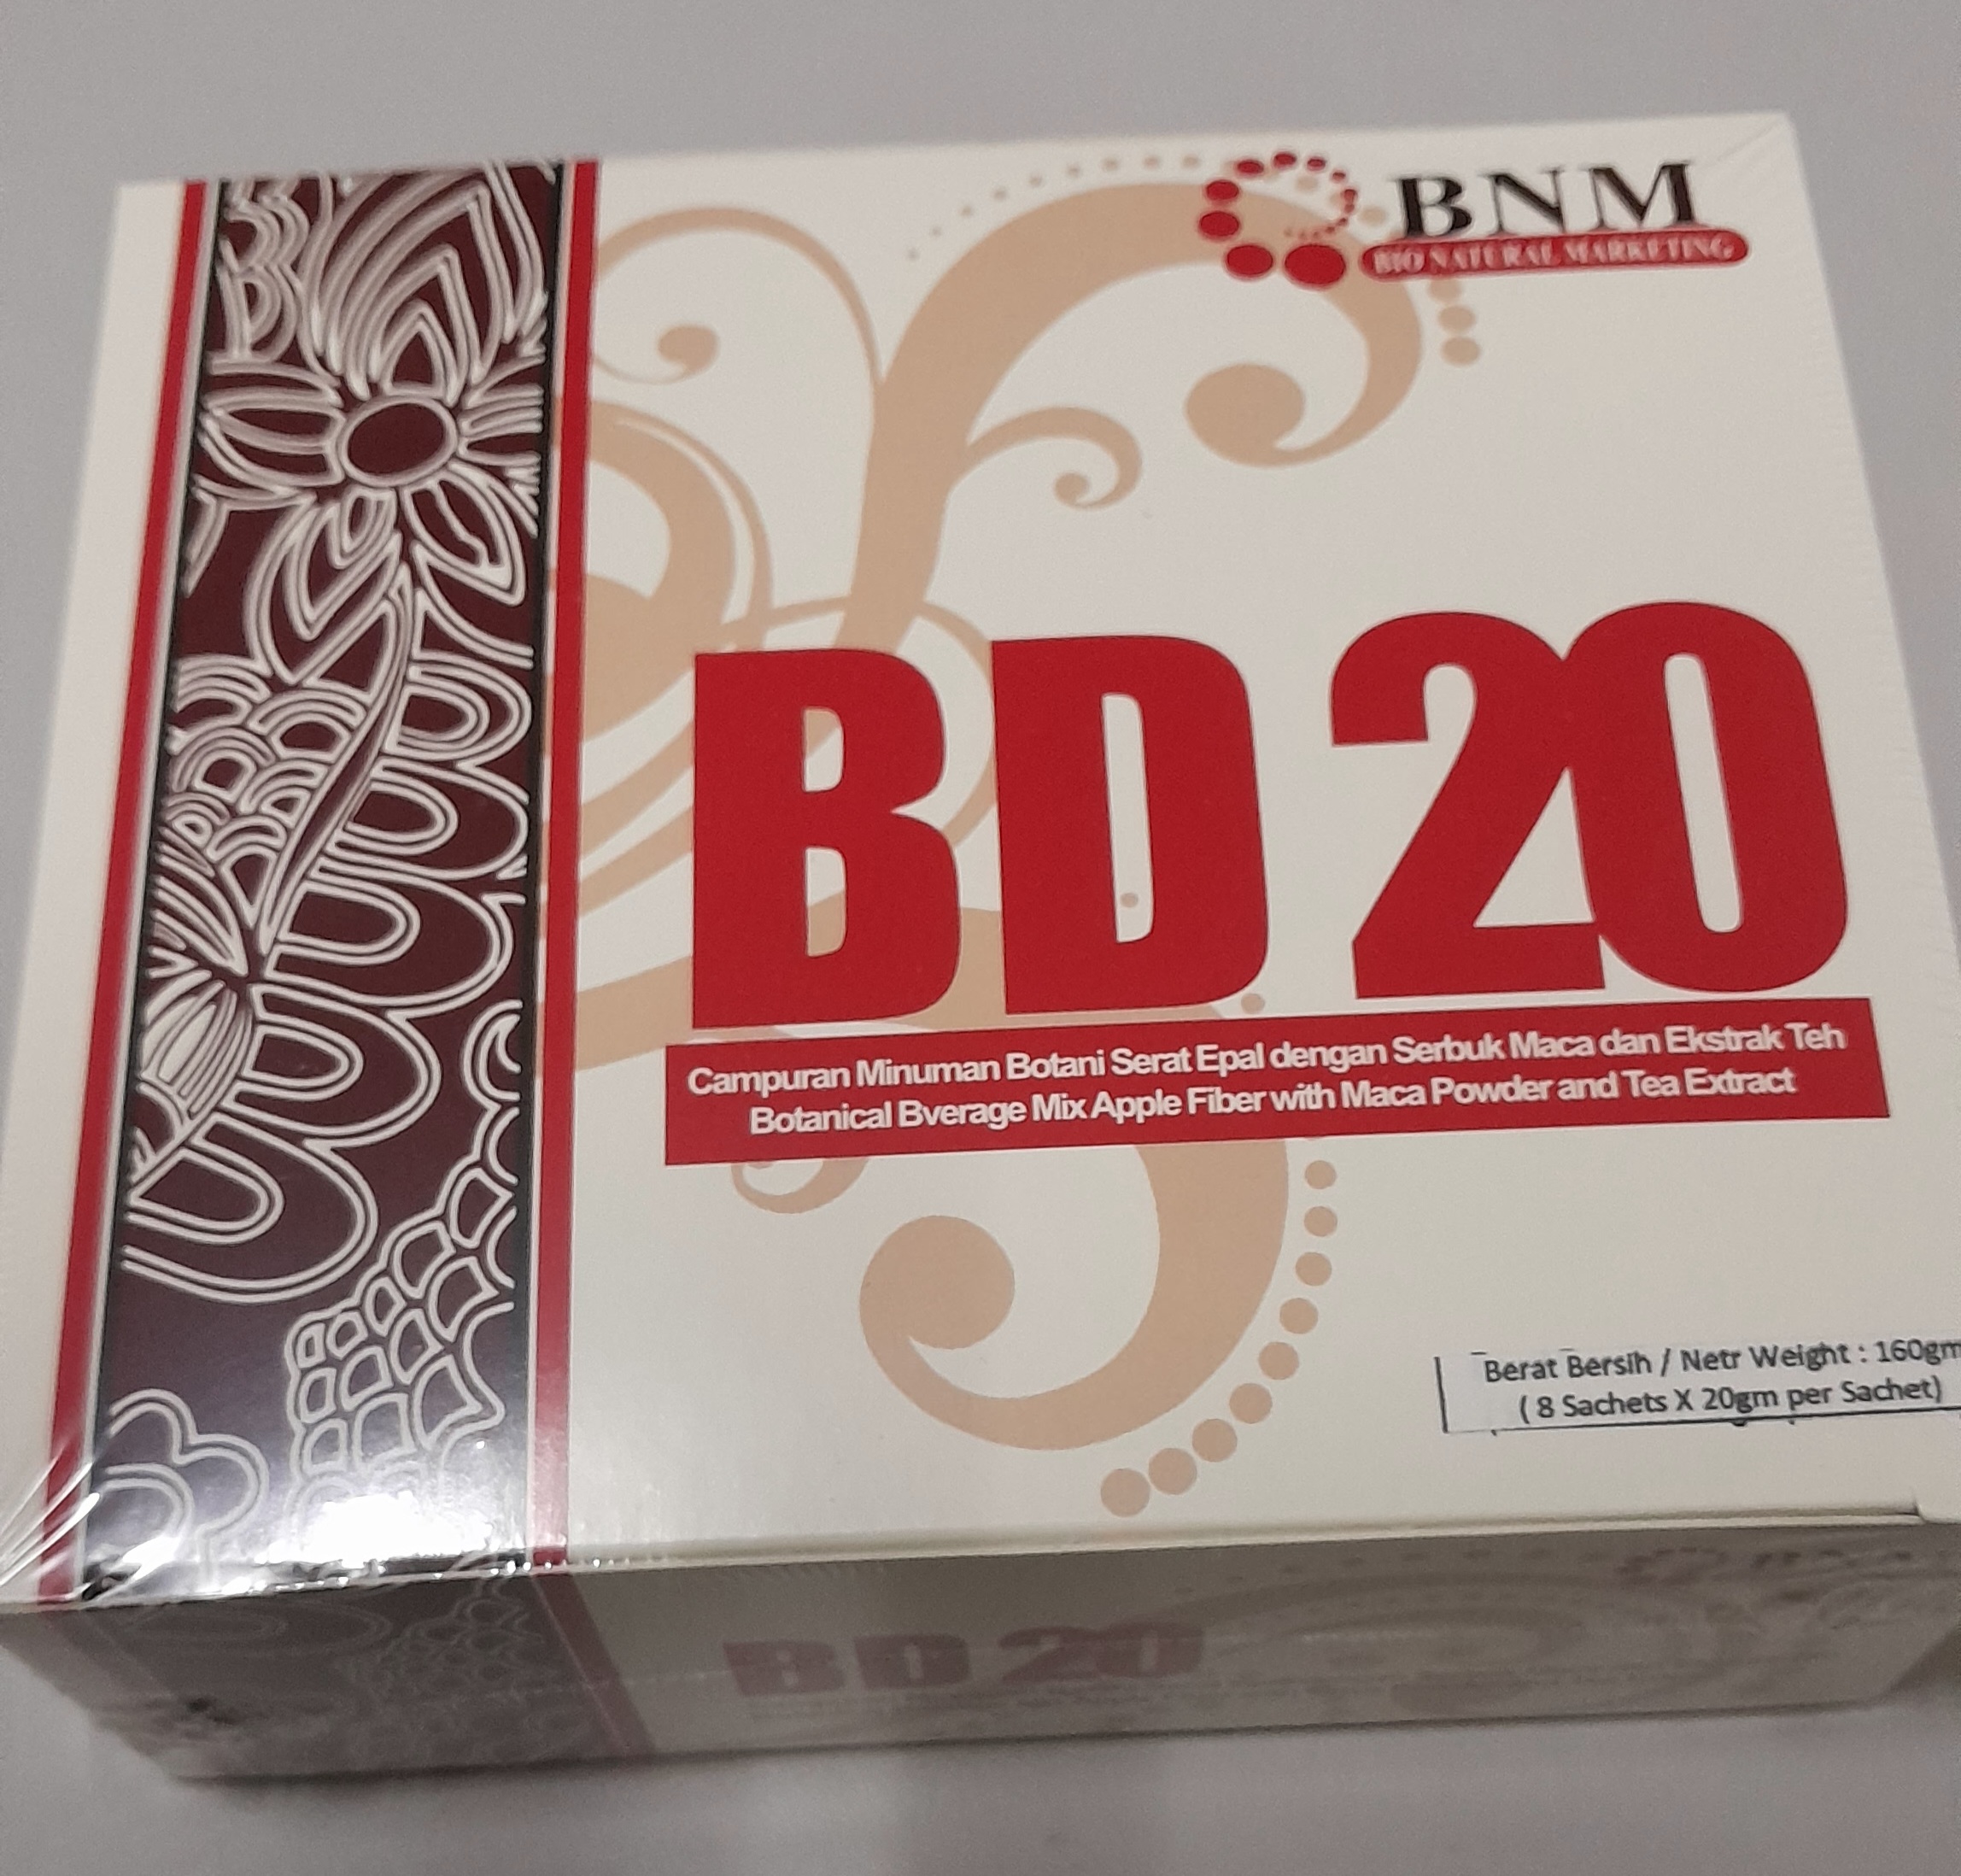 BNM
BIO NATURAL MARKETING
BD 20
Campuran Minuman Botani Serat Epal dengan Serbuk Maca dan Ekstrak Teh
Botanical Bverage Mix Apple Fiber with Maca Powder and Tea Extract
Berat Bersih / Netr Weight : 160gm
( 8 Sachets X 20gm per Sachet)
BD 20